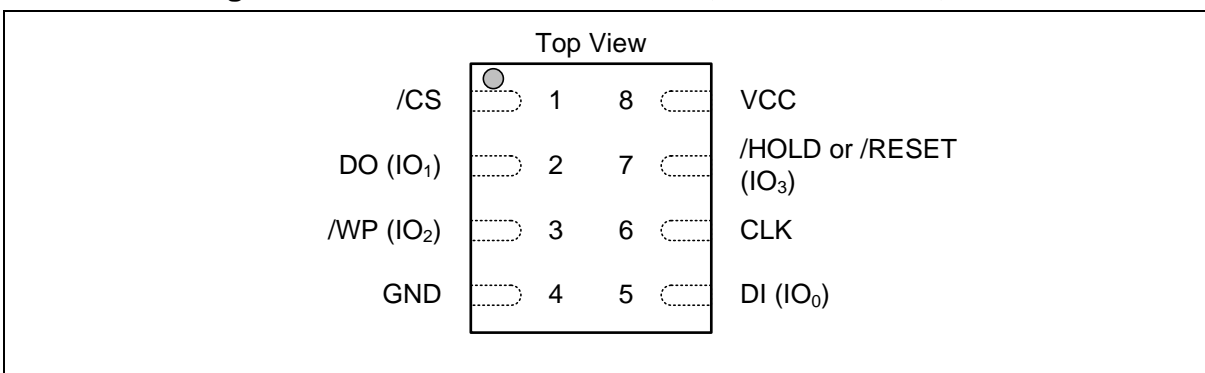 Top View
/CS 1 8 VCC
DO (IO₁) 2 7 /HOLD or /RESET
(IO₃)
/WP (IO₂) 3 6 CLK
GND 4 5 DI (IO₀)